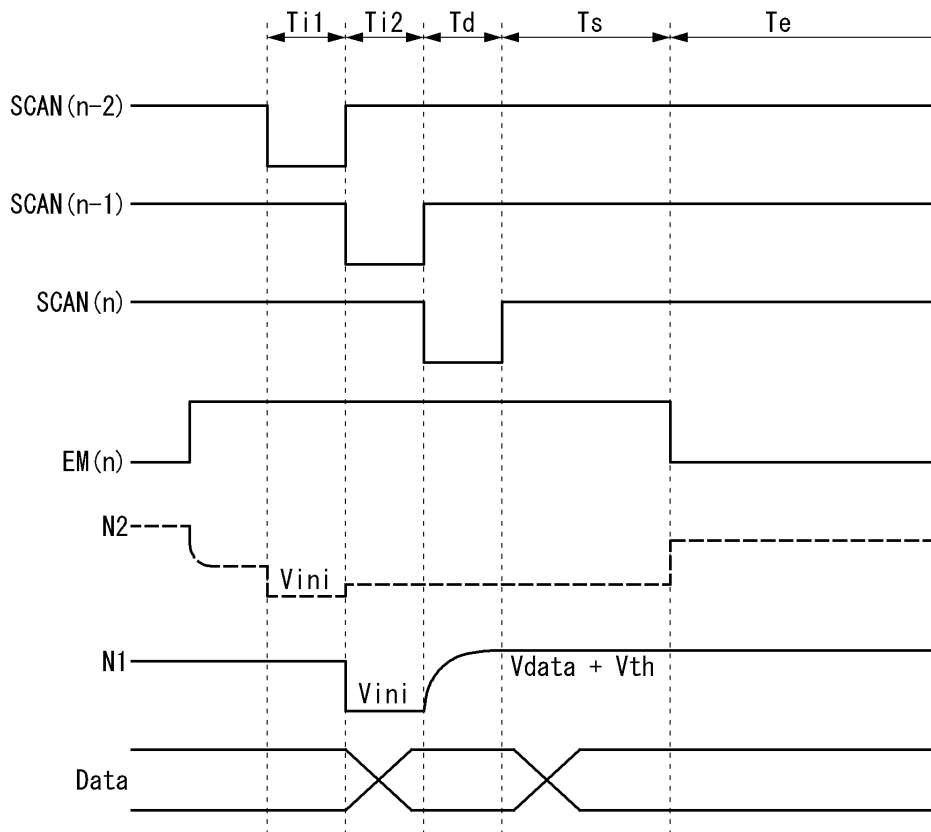 Ti1 Ti2 Td Ts Te
SCAN(n-2)
SCAN(n-1)
SCAN(n)
EM(n)
N2
Vini
N1
Vdata + Vth
Vini
Data